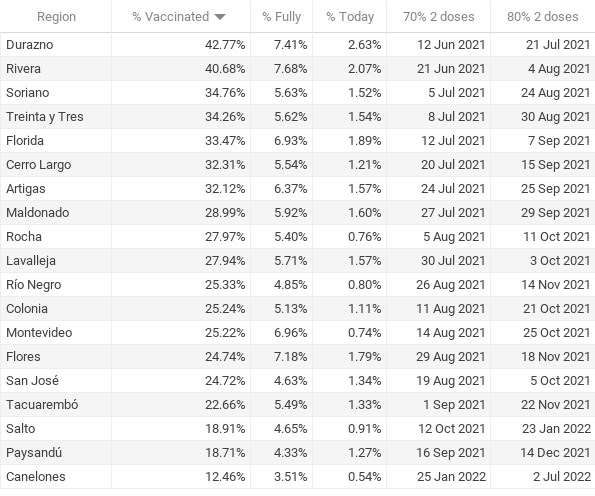 Region % Vaccinated % Fully % Today 70% 2 doses 80% 2 doses
Durazno 42.77% 7.41% 2.63% 12 Jun 2021 21 Jul 2021
Rivera 40.68% 7.68% 2.07% 21 Jun 2021 4 Aug 2021
Soriano 34.76% 5.63% 1.52% 5 Jul 2021 24 Aug 2021
Treinta y Tres 34.26% 5.62% 1.54% 8 Jul 2021 30 Aug 2021
Florida 33.47% 6.93% 1.89% 12 Jul 2021 7 Sep 2021
Cerro Largo 32.31% 5.54% 1.21% 20 Jul 2021 15 Sep 2021
Artigas 32.12% 6.37% 1.57% 24 Jul 2021 25 Sep 2021
Maldonado 28.99% 5.92% 1.60% 27 Jul 2021 29 Sep 2021
Rocha 27.97% 5.40% 0.76% 5 Aug 2021 11 Oct 2021
Lavalleja 27.94% 5.71% 1.57% 30 Jul 2021 3 Oct 2021
Río Negro 25.33% 4.85% 0.80% 26 Aug 2021 14 Nov 2021
Colonia 25.24% 5.13% 1.11% 11 Aug 2021 21 Oct 2021
Montevideo 25.22% 6.96% 0.74% 14 Aug 2021 25 Oct 2021
Flores 24.74% 7.18% 1.79% 29 Aug 2021 18 Nov 2021
San José 24.72% 4.63% 1.34% 19 Aug 2021 5 Oct 2021
Tacuarembó 22.66% 5.49% 1.33% 1 Sep 2021 22 Nov 2021
Salto 18.91% 4.65% 0.91% 12 Oct 2021 23 Jan 2022
Paysandú 18.71% 4.33% 1.27% 16 Sep 2021 14 Dec 2021
Canelones 12.46% 3.51% 0.54% 25 Jan 2022 2 Jul 2022